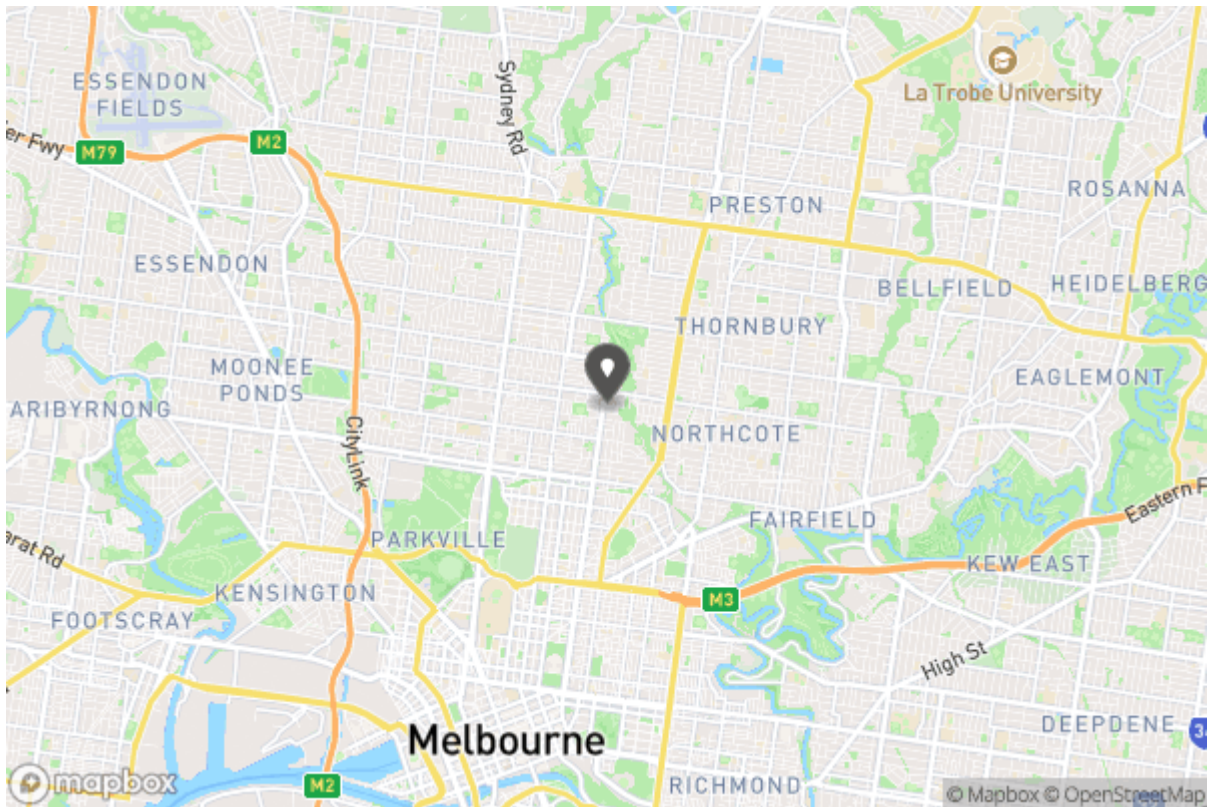 ESSENDON
FIELDS
Sydney Rd
La Trobe University
M2
er Fwy
M79
ROSANNA
PRESTON
ESSENDON
BELLFIELD
HEIDELBERG
THORNBURY
MOONEE
PONDS
EAGLEMONT
ARIBYRNONG
NORTHCOTE
CityLink
Eastern F
FAIRFIELD
arat Rd
PARKVILLE
KEW EAST
KENSINGTON
M3
FOOTSCRAY
High St
DEEPDENE
34
Melbourne
M2
RICHMOND
mapbox
© Mapbox © OpenStreetMap